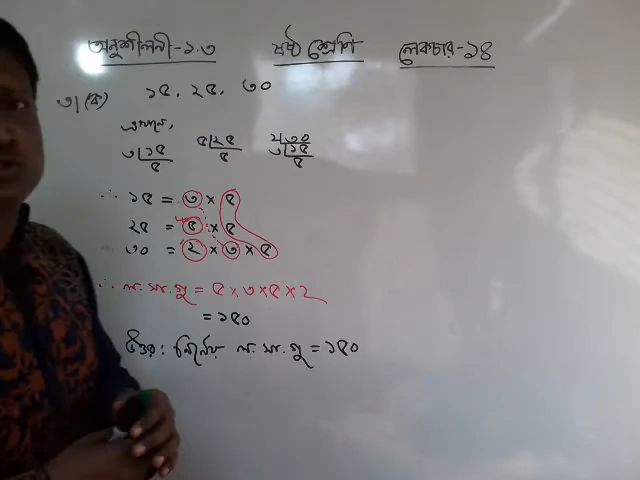 অনুশীলনী-১.৩ ষষ্ঠ শ্রেণি লেকচার-১৪
৩। (ক) ১৫, ২৫, ৩০
এখানে,
৩ | ১৫ ৫ | ২৫ ২ | ৩০
৫ ৫ ৩ | ১৫
৫
∴ ১৫ = ৩ × ৫
২৫ = ৫ × ৫
৩০ = ২ × ৩ × ৫
∴ ল. সা. গু = ৫ × ৩ × ৫ × ২
= ১৫০
উত্তর: নির্ণেয় ল. সা. গু = ১৫০